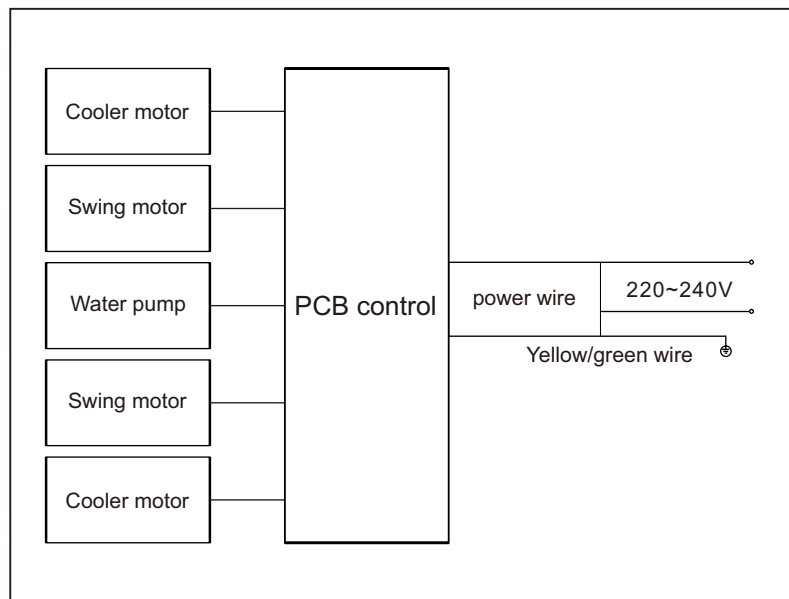 Cooler motor
Swing motor
Water pump
Swing motor
Cooler motor
PCB control
power wire
220~240V
Yellow/green wire